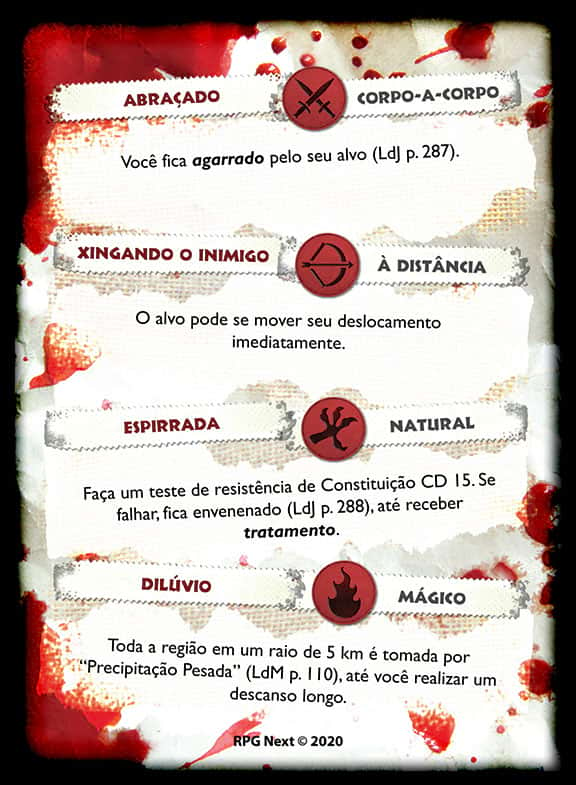 ABRAÇADO CORPO-A-CORPO
Você fica agarrado pelo seu alvo (LdJ p. 287).
XINGANDO O INIMIGO À DISTÂNCIA
O alvo pode se mover seu deslocamento
imediatamente.
ESPIRRADA NATURAL
Faça um teste de resistência de Constituição CD 15. Se
falhar, fica envenenado (LdJ p. 288), até receber
tratamento.
DILÚVIO MÁGICO
Toda a região em um raio de 5 km é tomada por
“Precipitação Pesada” (LdM p. 110), até você realizar um
descanso longo.
RPG Next © 2020